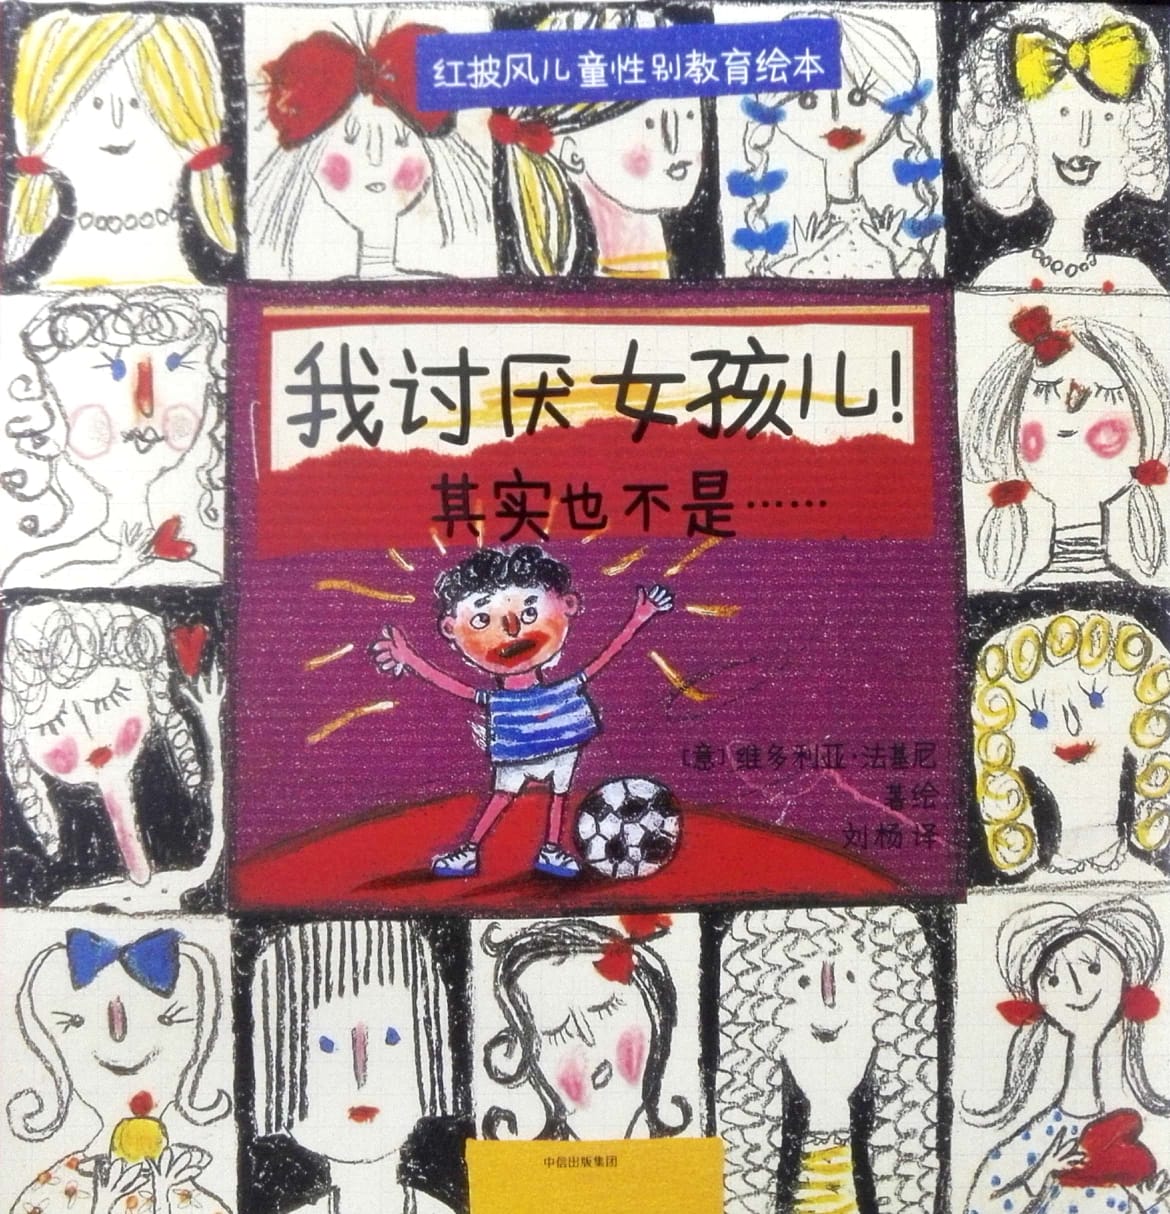 红披风儿童性别教育绘本
我讨厌女孩儿!
其实也不是……
〔意〕维多利亚·法基尼
著绘
刘杨 译
中信出版集团